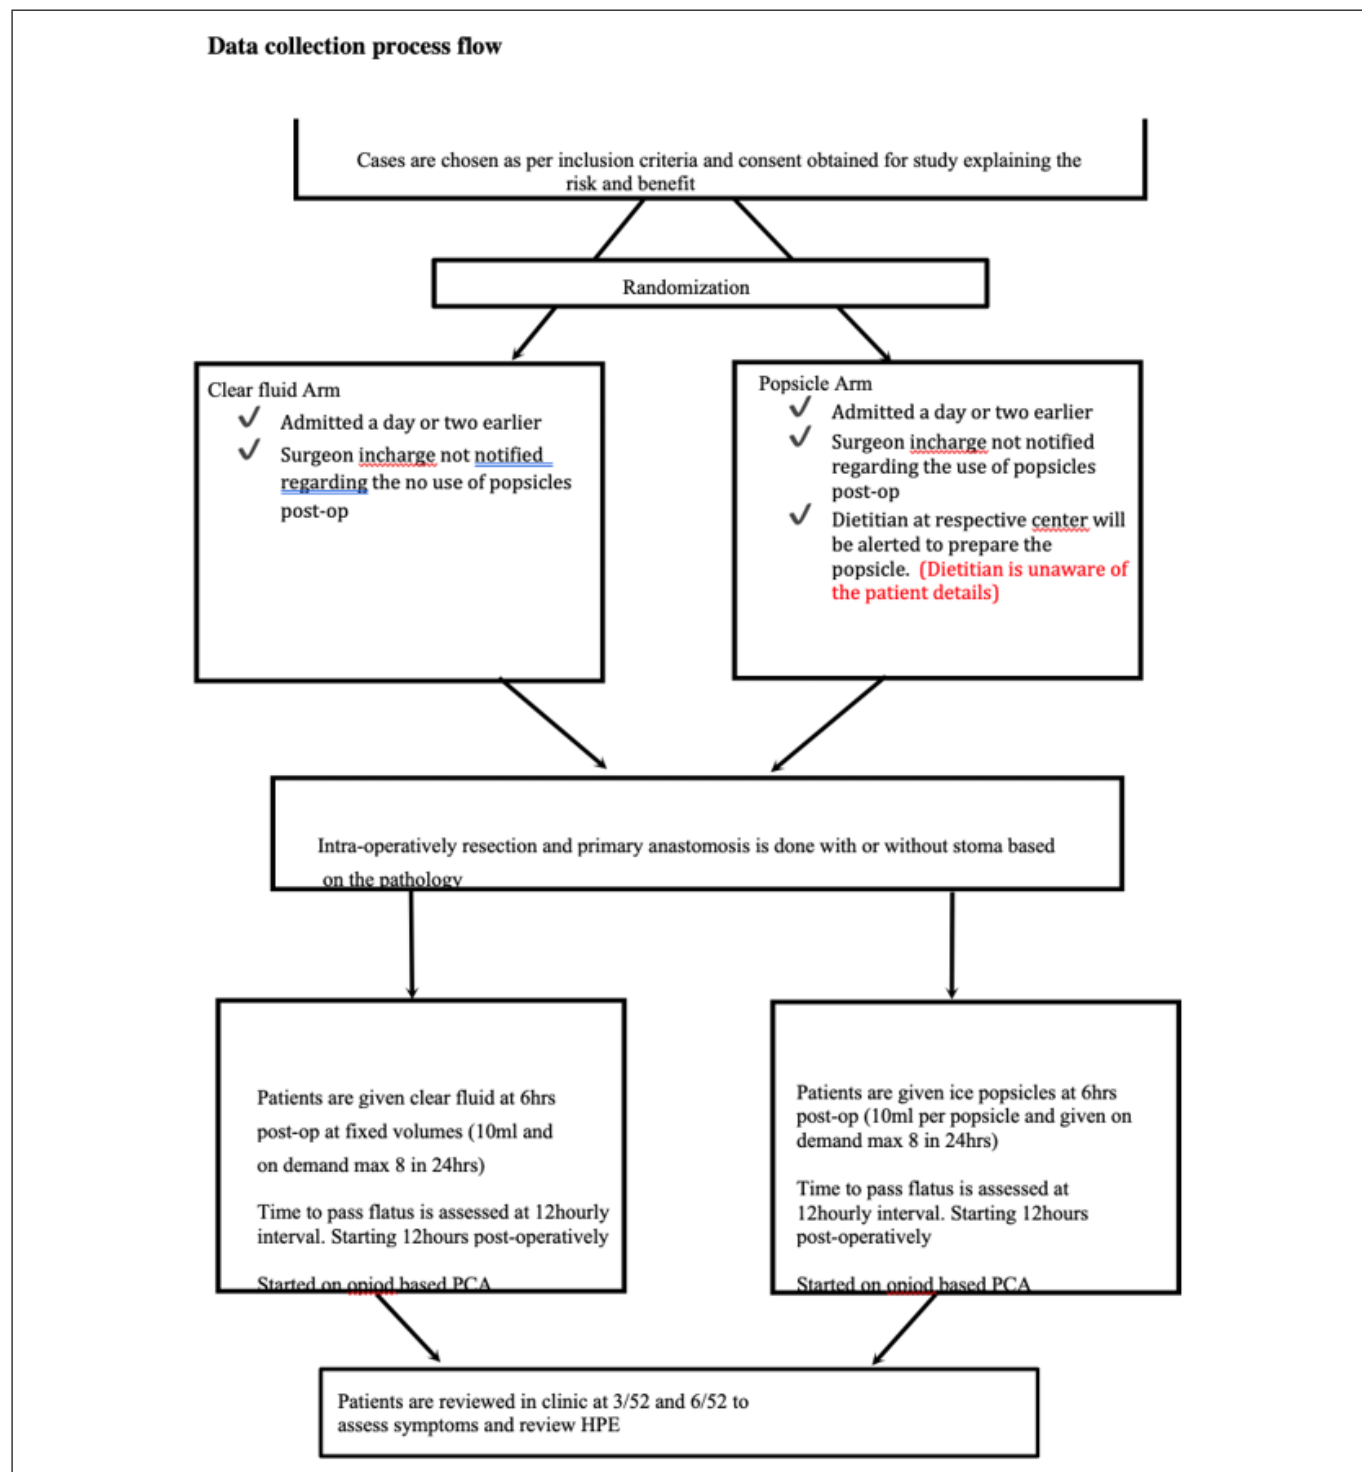 Data collection process flow
Cases are chosen as per inclusion criteria and consent obtained for study explaining the
risk and benefit
Randomization
Clear fluid Arm
Admitted a day or two earlier
Surgeon incharge not notified
regarding the no use of popsicles
post-op
Popsicle Arm
Admitted a day or two earlier
Surgeon incharge not notified
regarding the use of popsicles
post-op
Dietitian at respective center will
be alerted to prepare the
popsicle. (Dietitian is unaware of
the patient details)
Intra-operatively resection and primary anastomosis is done with or without stoma based
on the pathology
Patients are given clear fluid at 6hrs
post-op at fixed volumes (10ml and
on demand max 8 in 24hrs)
Time to pass flatus is assessed at 12hourly
interval. Starting 12hours post-operatively
Started on opiod based PCA
Patients are given ice popsicles at 6hrs
post-op (10ml per popsicle and given on
demand max 8 in 24hrs)
Time to pass flatus is assessed at
12hourly interval. Starting 12hours
post-operatively
Started on opiod based PCA
Patients are reviewed in clinic at 3/52 and 6/52 to
assess symptoms and review HPE